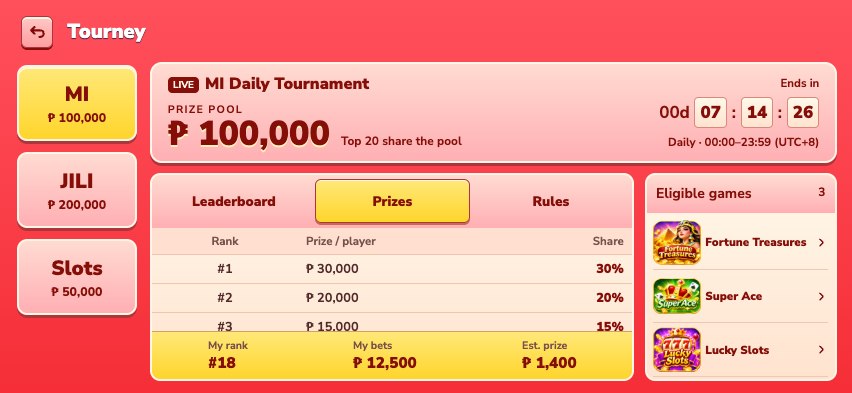 Tourney
MI
₱ 100,000
JILI
₱ 200,000
Slots
₱ 50,000
LIVE MI Daily Tournament
PRIZE POOL
₱ 100,000 Top 20 share the pool
Ends in
00d 07 : 14 : 26
Daily · 00:00–23:59 (UTC+8)
Leaderboard Prizes Rules
Rank Prize / player Share
#1 ₱ 30,000 30%
#2 ₱ 20,000 20%
#3 ₱ 15,000 15%
My rank My bets Est. prize
#18 ₱ 12,500 ₱ 1,400
Eligible games 3
Fortune Treasures
Fortune Treasures
Super Ace
Super Ace
777
Lucky Slots
Lucky Slots